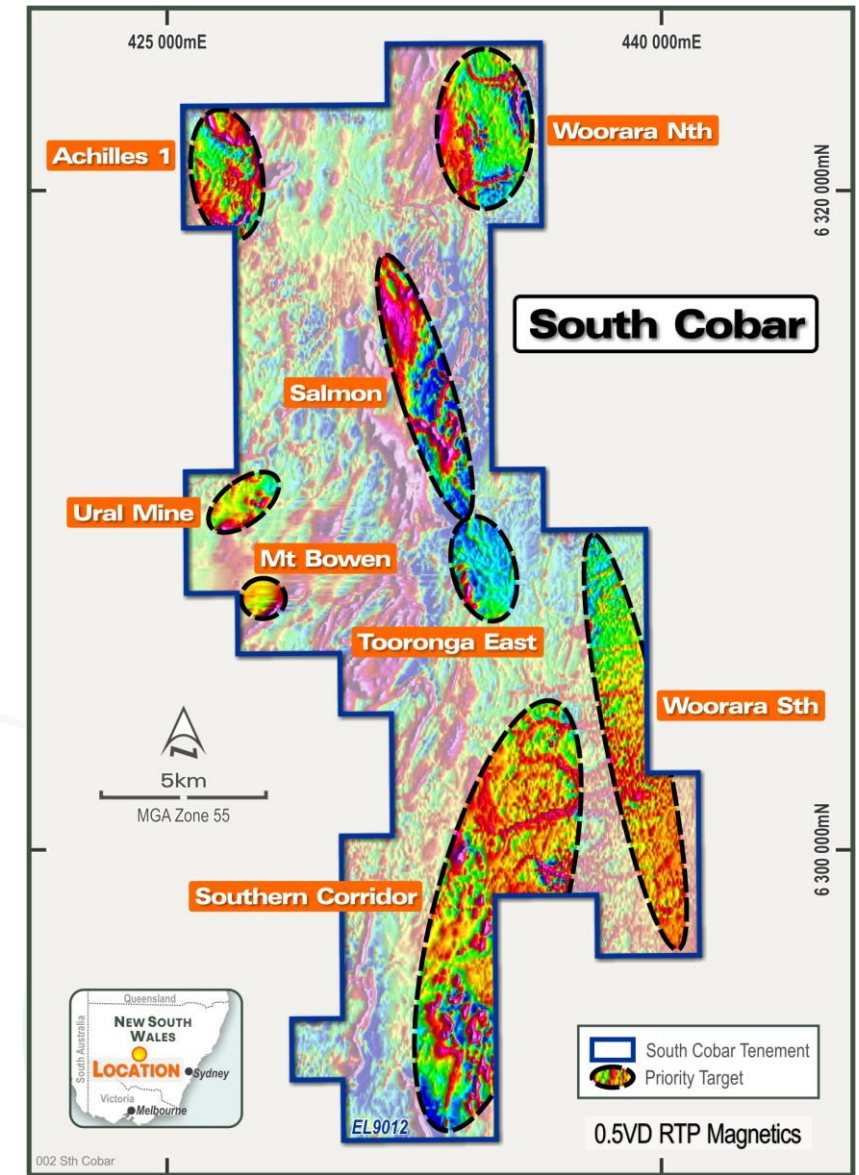 425 000mE
440 000mE
Woorara Nth
Achilles 1
6 320 000mN
South Cobar
Salmon
Ural Mine
Mt Bowen
Tooronga East
Woorara Sth
N
5km
MGA Zone 55
6 300 000mN
Southern Corridor
Queensland
NEW SOUTH
WALES
South Australia
LOCATION
Sydney
Victoria
Melbourne
EL9012
South Cobar Tenement
Priority Target
0.5VD RTP Magnetics
002 Sth Cobar